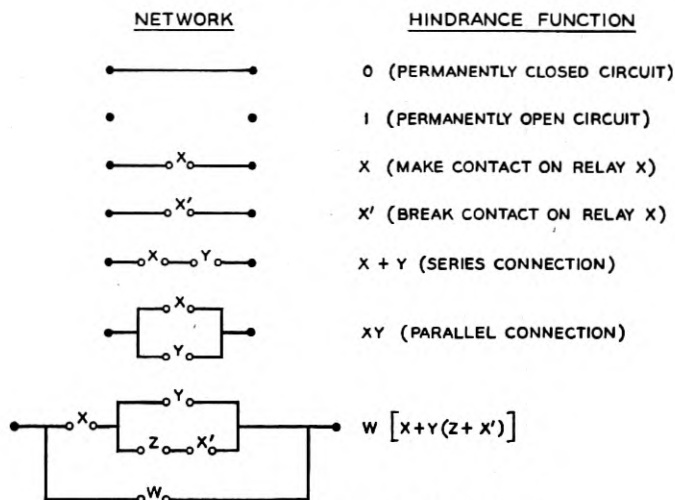 NETWORK HINDRANCE FUNCTION
0 (PERMANENTLY CLOSED CIRCUIT)
1 (PERMANENTLY OPEN CIRCUIT)
X X (MAKE CONTACT ON RELAY X)
X' X' (BREAK CONTACT ON RELAY X)
X Y X + Y (SERIES CONNECTION)
X
Y XY (PARALLEL CONNECTION)
Y
X W [X+Y(Z+X')]
Z X'
W